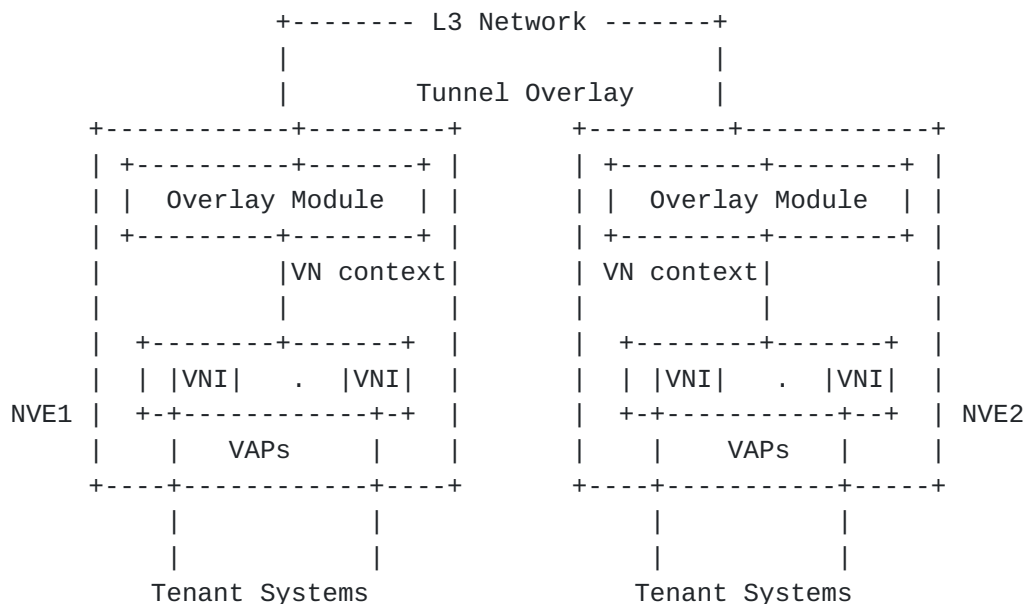 L3 Network
Tunnel Overlay
Overlay Module Overlay Module
VN context VN context
VNI . VNI VNI . VNI
NVE1 NVE2
VAPs VAPs
Tenant Systems Tenant Systems